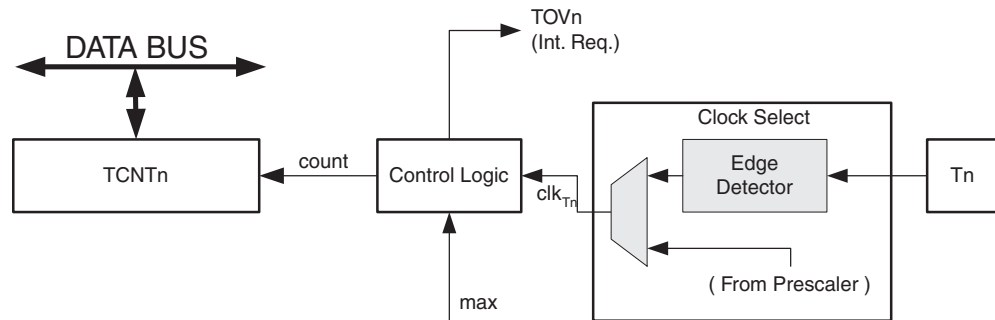 TOVn
(Int. Req.)
DATA BUS
Clock Select
TCNTn
count
Control Logic
clkTn
Edge
Detector
Tn
( From Prescaler )
max